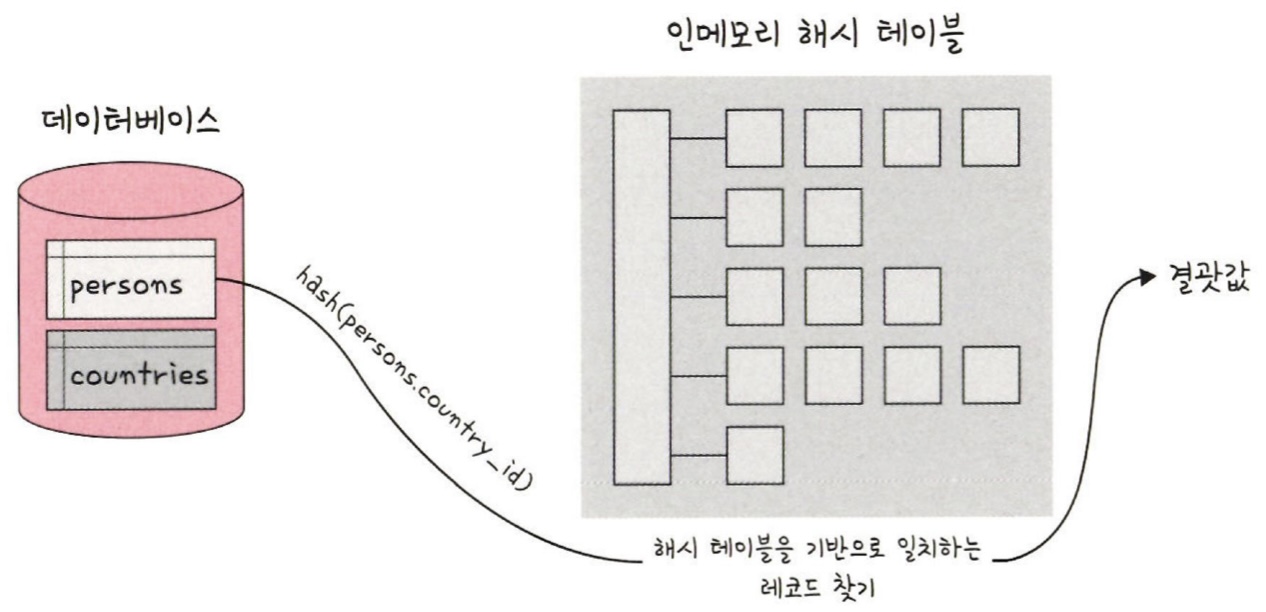 인메모리 해시 테이블
데이터베이스
persons
countries
hash(persons.country_id)
결괏값
해시 테이블을 기반으로 일치하는
레코드 찾기